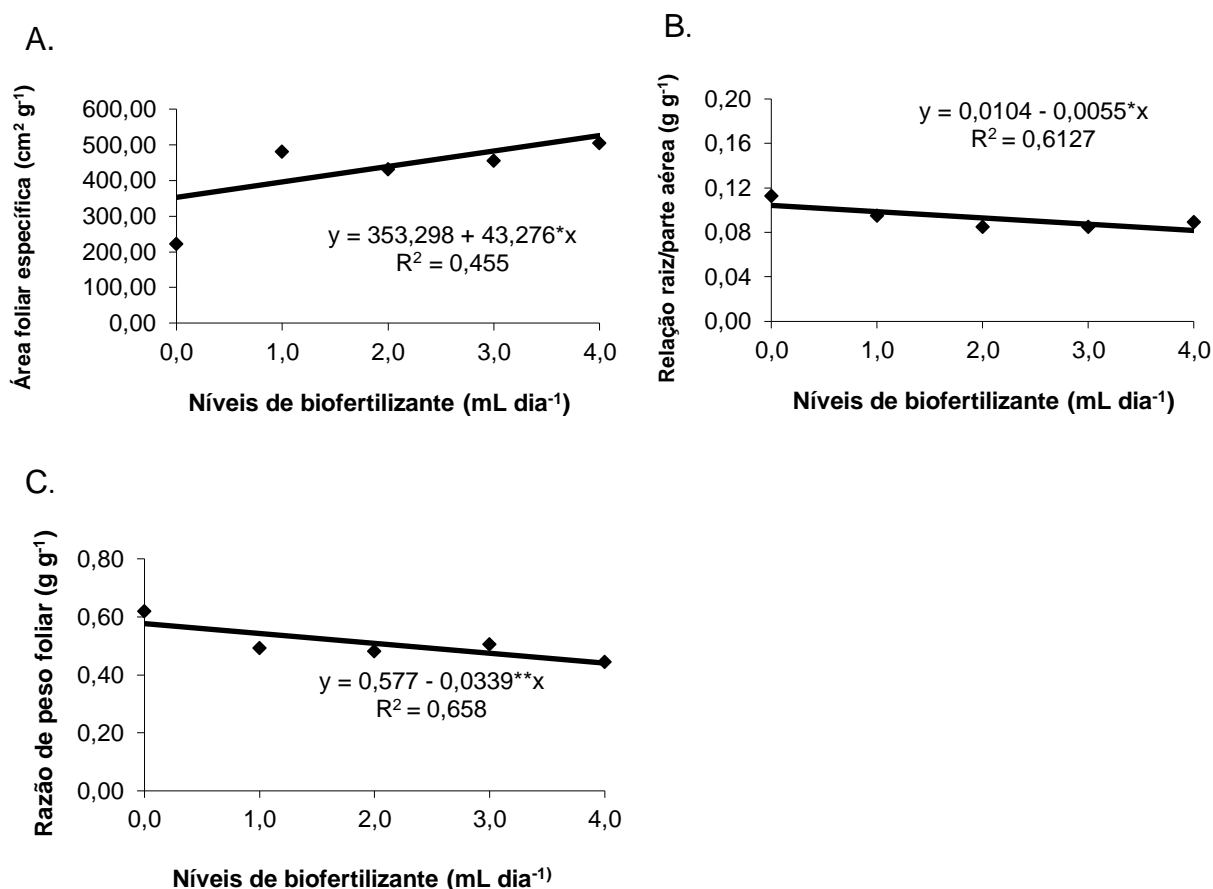 A.
Área foliar específica (cm² g⁻¹)
600,00
500,00
400,00
300,00
200,00
100,00
0,00
y = 353,298 + 43,276*x
R² = 0,455
0,0 1,0 2,0 3,0 4,0
Níveis de biofertilizante (mL dia⁻¹)
B.
Relação raiz/parte aérea (g g⁻¹)
0,20
0,16
0,12
0,08
0,04
0,00
y = 0,0104 - 0,0055*x
R² = 0,6127
0,0 1,0 2,0 3,0 4,0
Níveis de biofertilizante (mL dia⁻¹)
C.
Razão de peso foliar (g g⁻¹)
0,80
0,60
0,40
0,20
0,00
y = 0,577 - 0,0339**x
R² = 0,658
0,0 1,0 2,0 3,0 4,0
Níveis de biofertilizante (mL dia⁻¹⁾